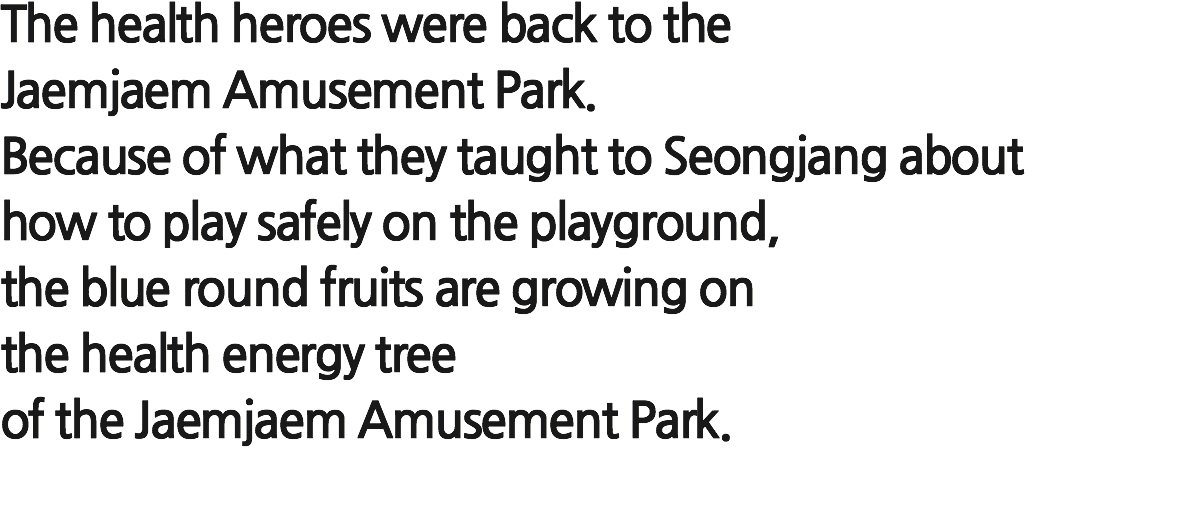 The health heroes were back to the
Jaemjaem Amusement Park.
Because of what they taught to Seongjang about
how to play safely on the playground,
the blue round fruits are growing on
the health energy tree
of the Jaemjaem Amusement Park.